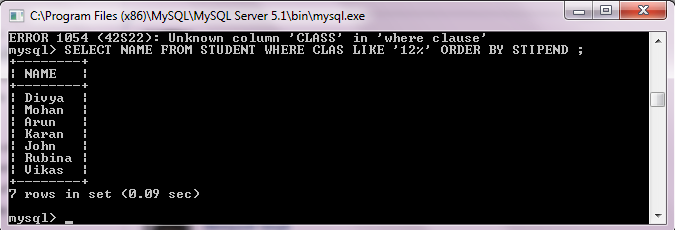 C:\Program Files (x86)\MySQL\MySQL Server 5.1\bin\mysql.exe
ERROR 1054 (42S22): Unknown column 'CLASS' in 'where clause'
mysql> SELECT NAME FROM STUDENT WHERE CLAS LIKE '12%' ORDER BY STIPEND ;
+--------+
| NAME   |
+--------+
| Divya  |
| Mohan  |
| Arun   |
| Karan  |
| John   |
| Rubina |
| Vikas  |
+--------+
7 rows in set (0.09 sec)
mysql> _